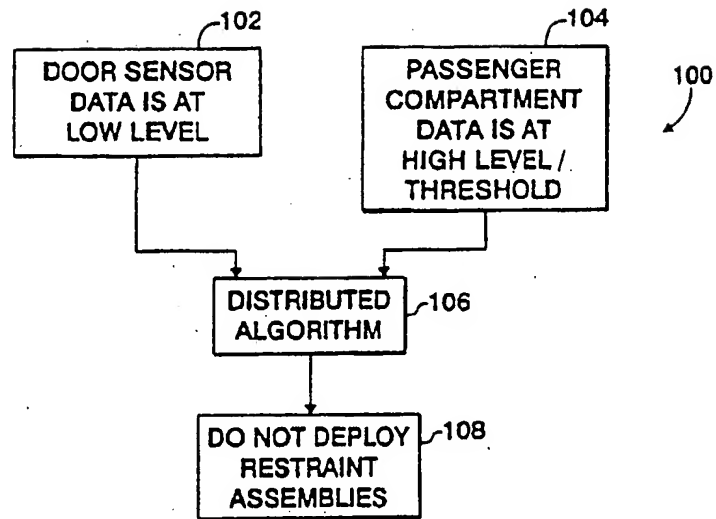 102
DOOR SENSOR
DATA IS AT
LOW LEVEL
104
PASSENGER
COMPARTMENT
DATA IS AT
HIGH LEVEL /
THRESHOLD
100
DISTRIBUTED
ALGORITHM
106
DO NOT DEPLOY
RESTRAINT
ASSEMBLIES
108